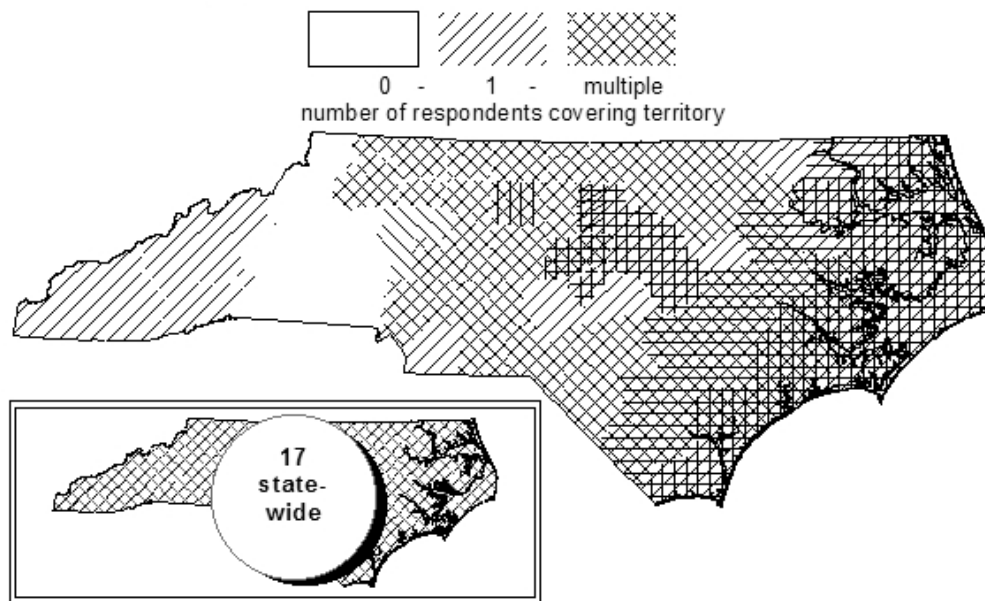 0 - 1 - multiple
number of respondents covering territory
17
state-
wide